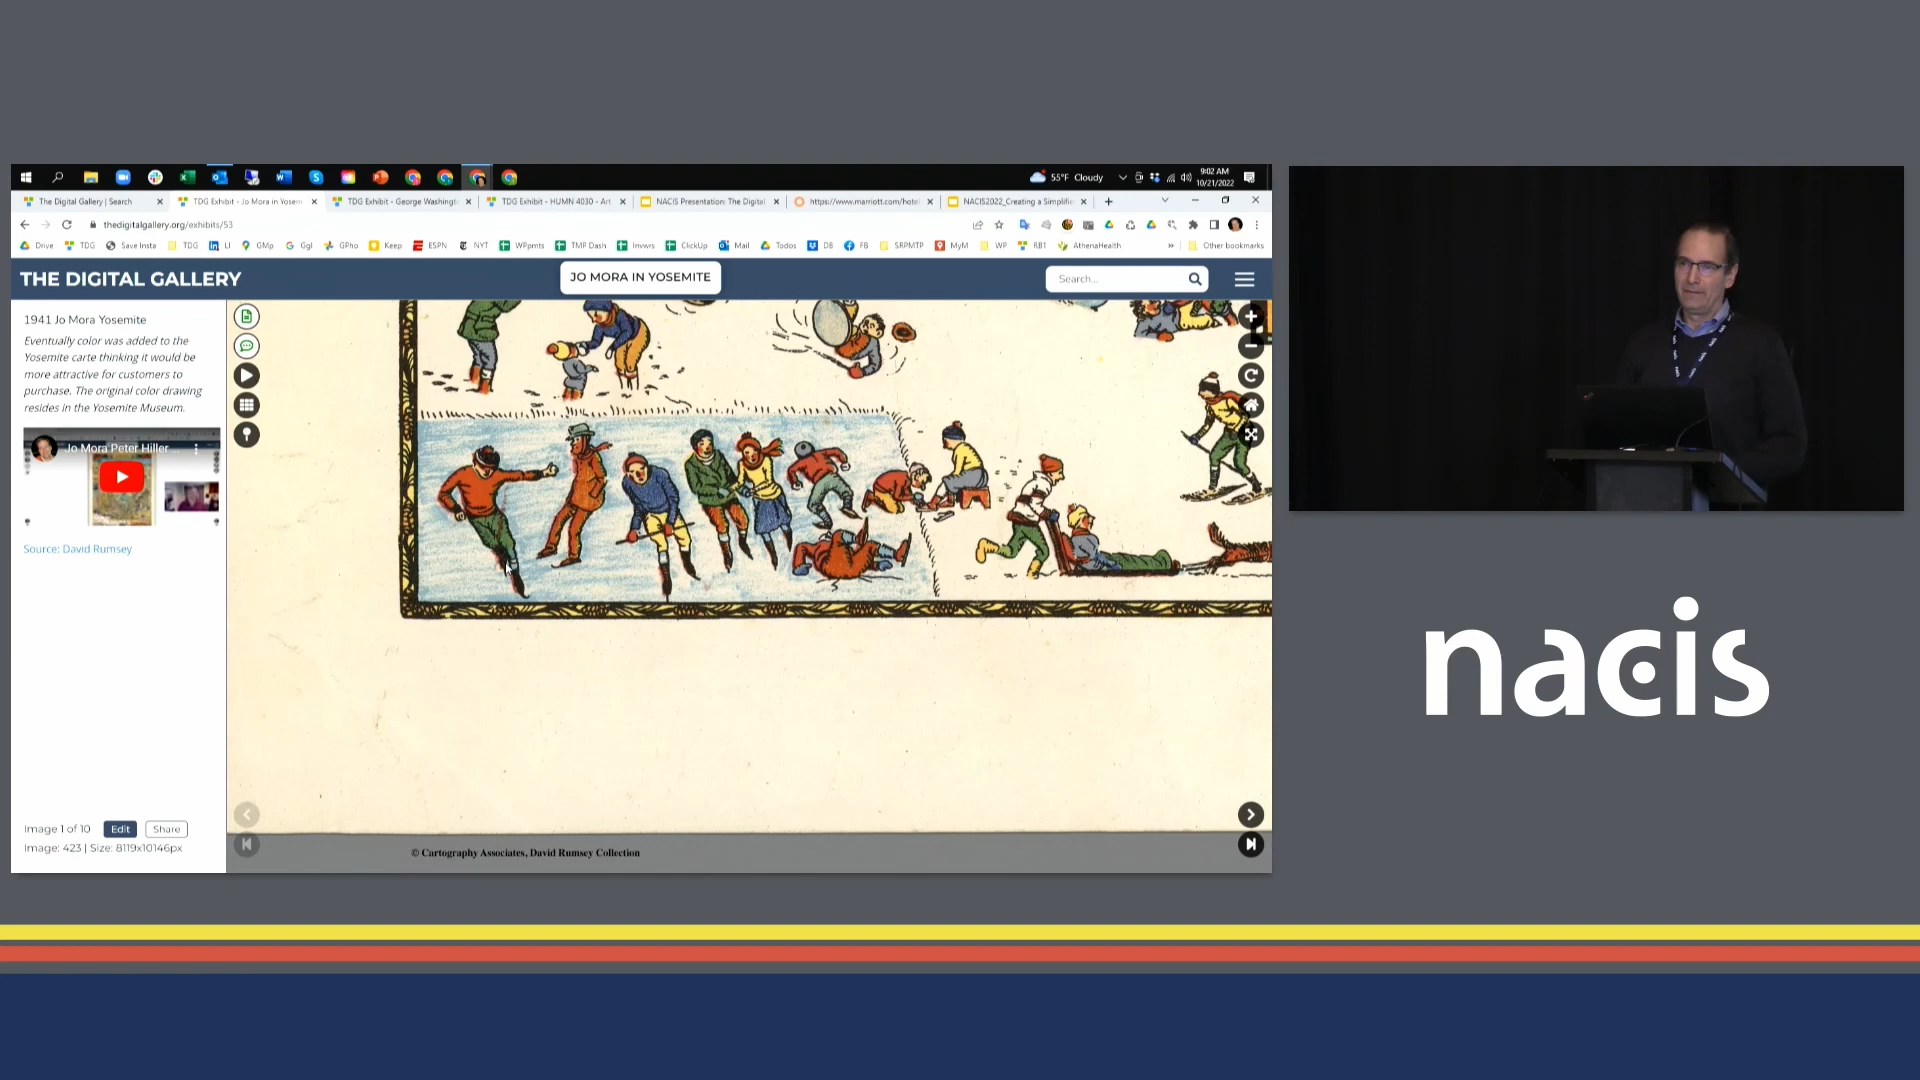 55°F Cloudy
9:02 AM
10/21/2022
The Digital Gallery | Search
TDG Exhibit - Jo Mora in Yosem
TDG Exhibit - George Washingt
TDG Exhibit - HUMN 4030 - Art
NACIS Presentation: The Digital
https://www.marriott.com/hotel
NACIS2022_Creating a Simplifie
thedigitalgallery.org/exhibits/53
Drive
TDG
Save Insta
TDG
LI
GMp
Ggl
GPho
Keep
ESPN
NYT
WPpmts
TMP Dash
Invwrs
ClickUp
Mail
Todos
DB
FB
SRPMTP
MyM
WP
RB1
AthenaHealth
»
Other bookmarks
THE DIGITAL GALLERY
JO MORA IN YOSEMITE
Search...
1941 Jo Mora Yosemite
Eventually color was added to the
Yosemite carte thinking it would be
more attractive for customers to
purchase. The original color drawing
resides in the Yosemite Museum.
Jo Mora Peter Hiller ...
Source: David Rumsey
Image 1 of 10
Edit
Share
Image: 423 | Size: 8119x10146px
© Cartography Associates, David Rumsey Collection
nacis